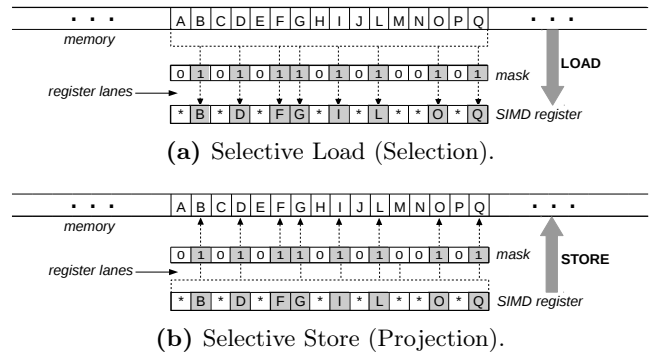 . . . A B C D E F G H I J L M N O P Q . . .
memory
LOAD
0 1 0 1 0 1 1 0 1 0 1 0 0 1 0 1 mask
register lanes
* B * D * F G * I * L * * O * Q SIMD register
(a) Selective Load (Selection).
. . . A B C D E F G H I J L M N O P Q . . .
memory
0 1 0 1 0 1 1 0 1 0 1 0 0 1 0 1 mask
STORE
register lanes
* B * D * F G * I * L * * O * Q SIMD register
(b) Selective Store (Projection).